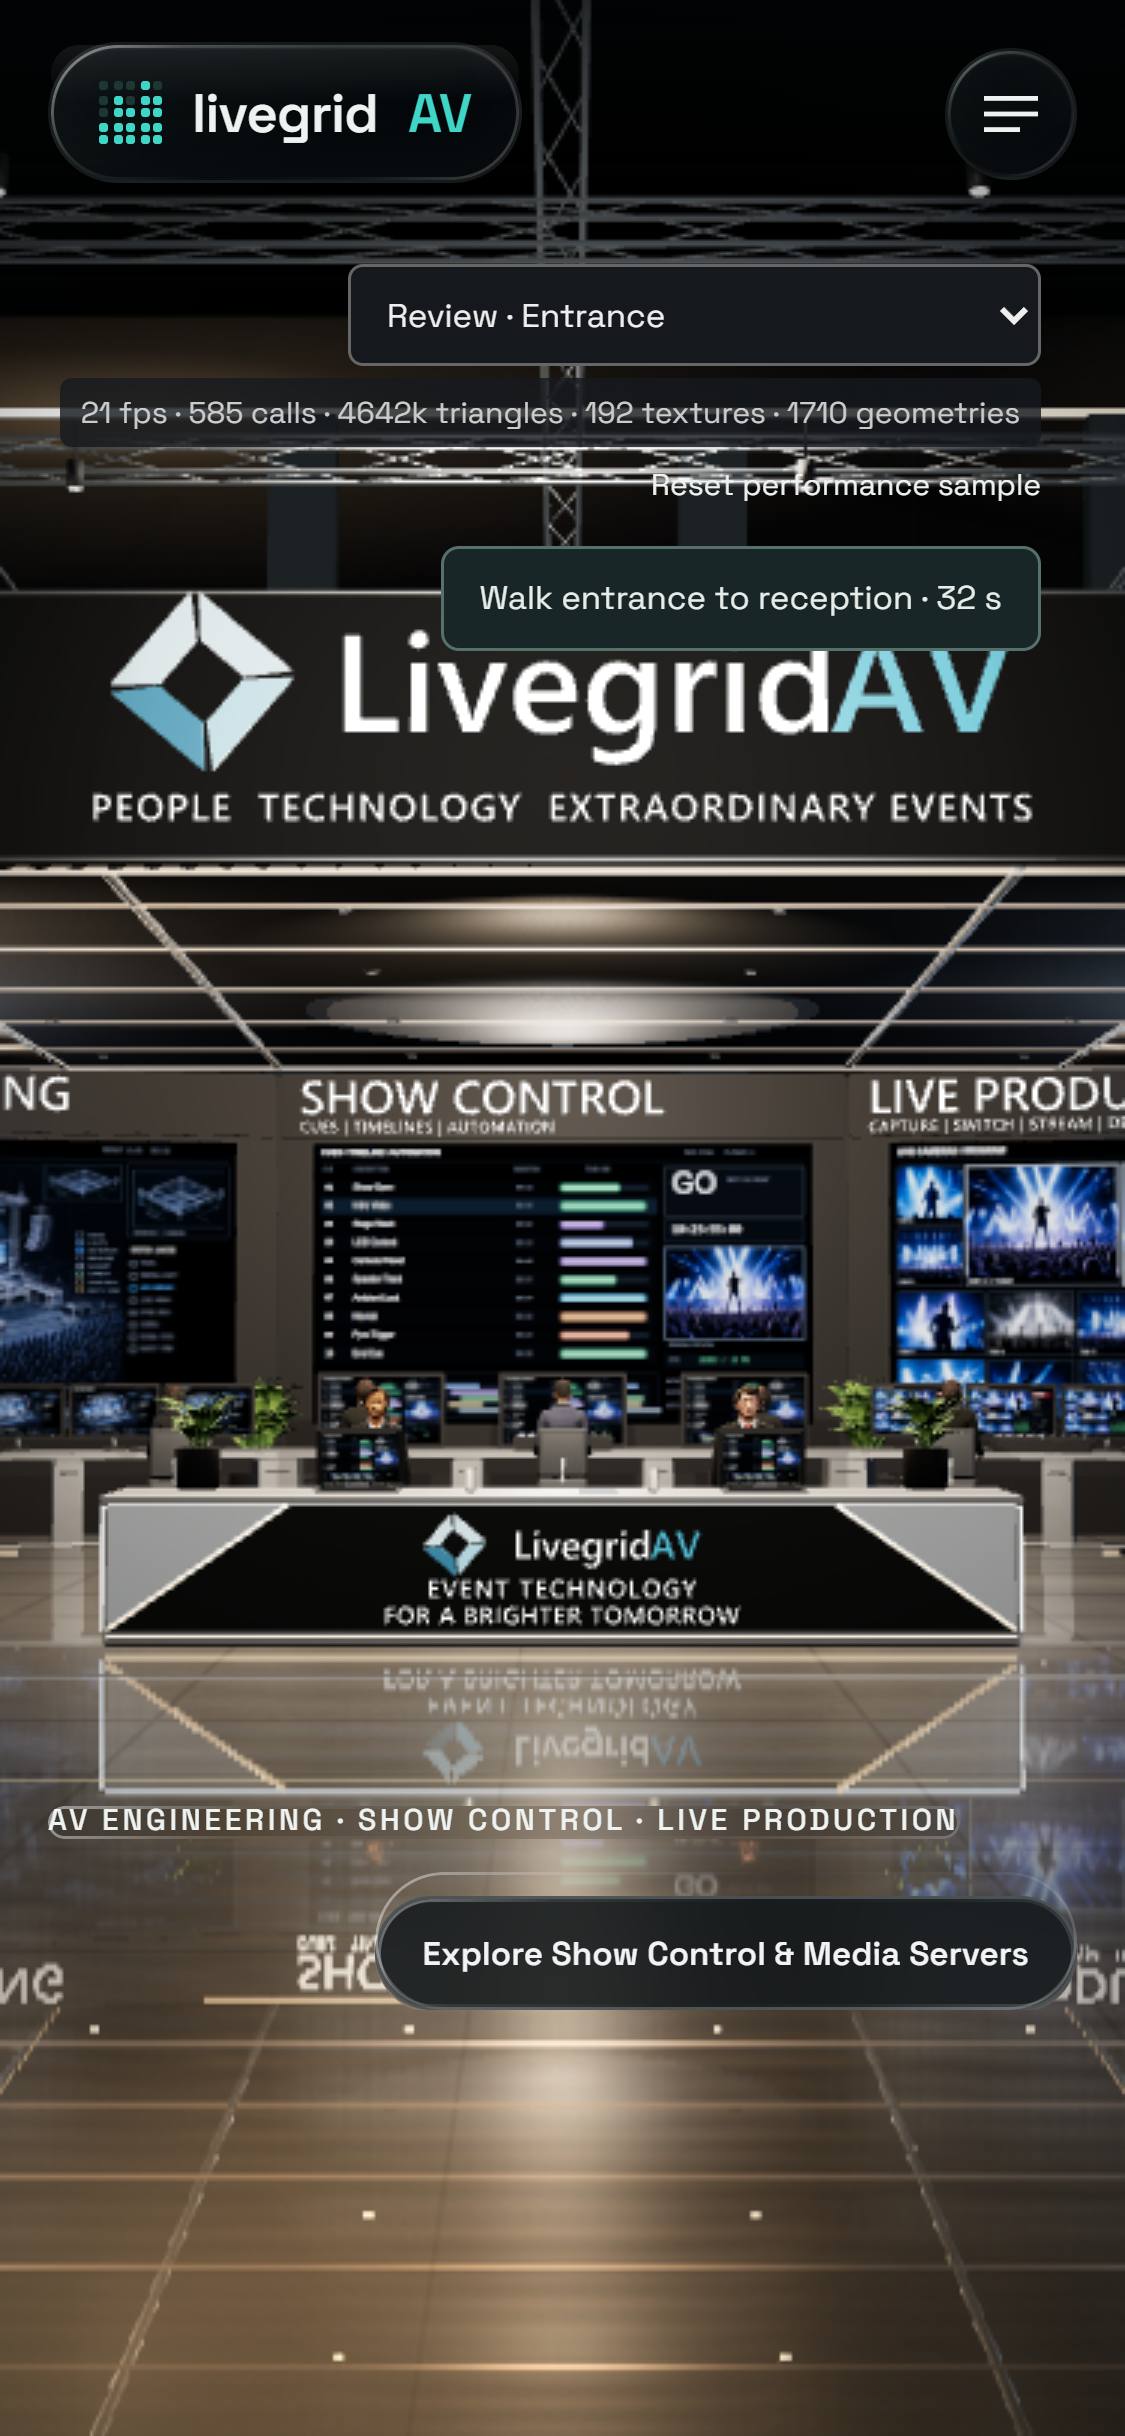 livegrid AV
Review · Entrance
21 fps · 585 calls · 4642k triangles · 192 textures · 1710 geometries
Reset performance sample
Walk entrance to reception · 32 s
LivegridAV
PEOPLE TECHNOLOGY EXTRAORDINARY EVENTS
NG
SHOW CONTROL
CUES | TIMELINES | AUTOMATION
LIVE PRODU
CAPTURE | SWITCH | STREAM |
GO
LivegridAV
EVENT TECHNOLOGY
FOR A BRIGHTER TOMORROW
AV ENGINEERING · SHOW CONTROL · LIVE PRODUCTION
Explore Show Control & Media Servers